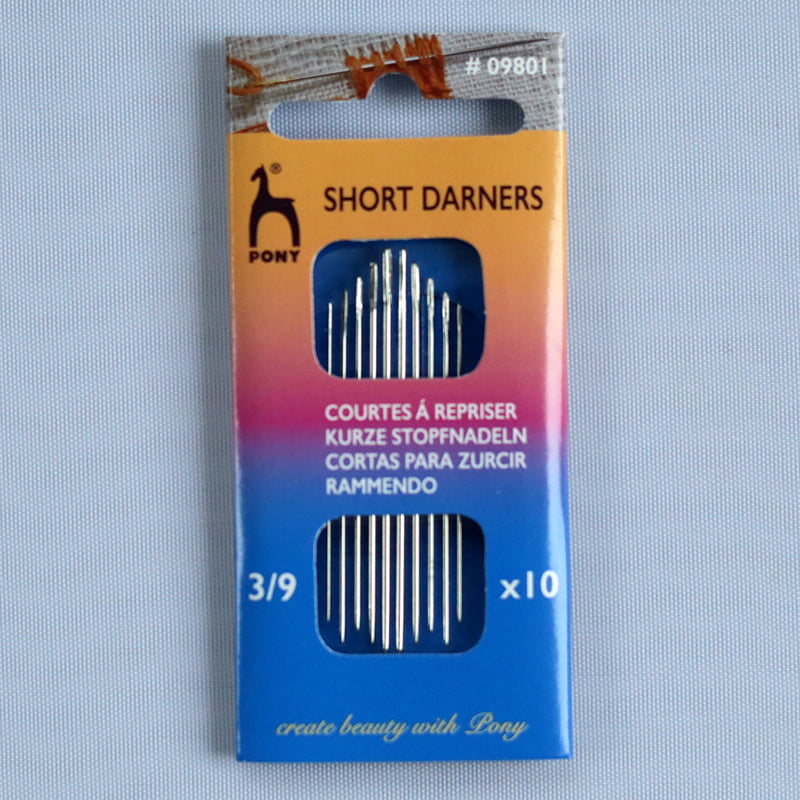 # 09801
®
SHORT DARNERS
PONY
COURTES Á REPRISER
KURZE STOPFNADELN
CORTAS PARA ZURCIR
RAMMENDO
3/9
x10
create beauty with Pony